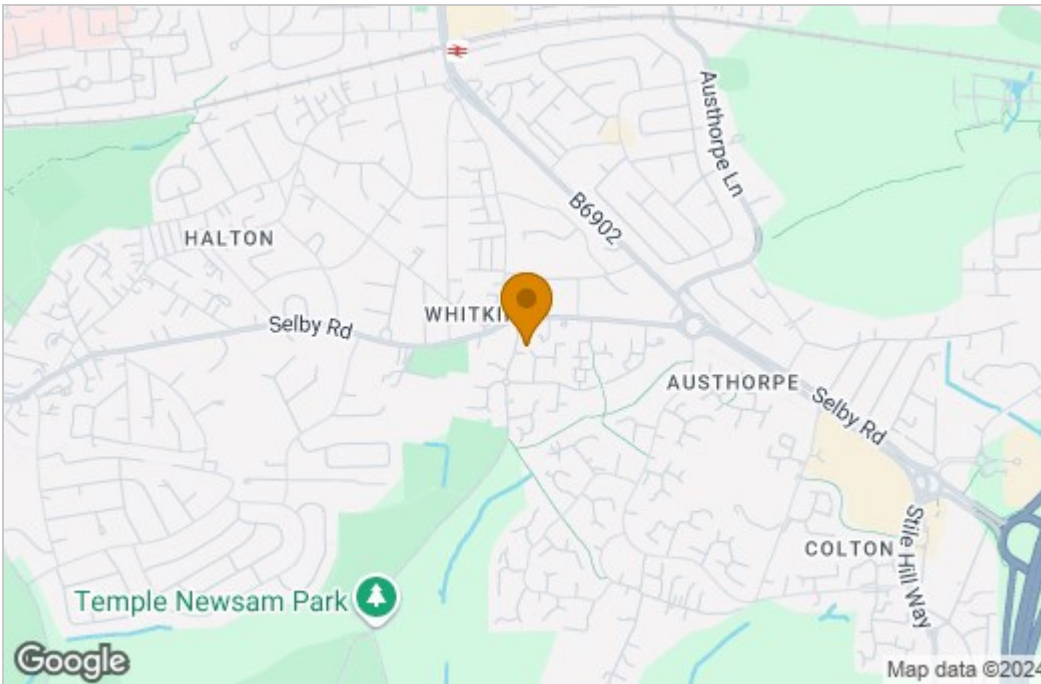 Austhorpe Ln
B6902
HALTON
WHITKI
Selby Rd
AUSTHORPE
Selby Rd
COLTON
Stile Hill Way
Temple Newsam Park
Google
Map data ©2024